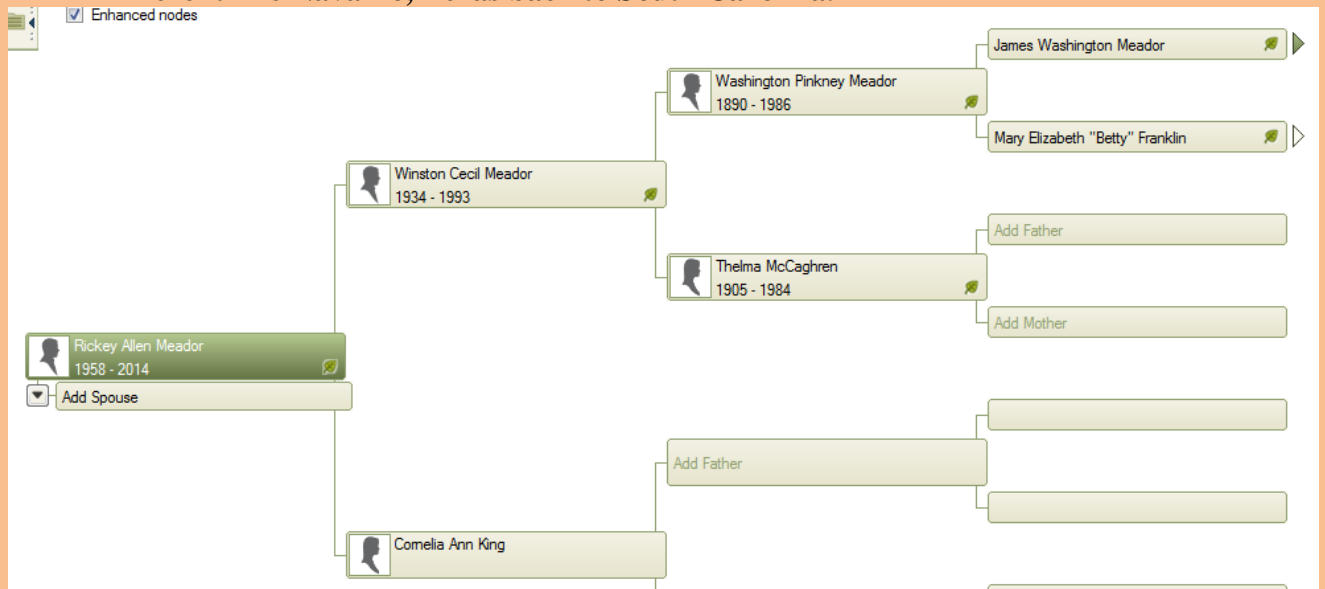 Enhanced nodes
James Washington Meador
Washington Pinkney Meador
1890 - 1986
Mary Elizabeth "Betty" Franklin
Winston Cecil Meador
1934 - 1993
Add Father
Thelma McCaghren
1905 - 1984
Add Mother
Rickey Allen Meador
1958 - 2014
Add Spouse
Add Father
Cornelia Ann King